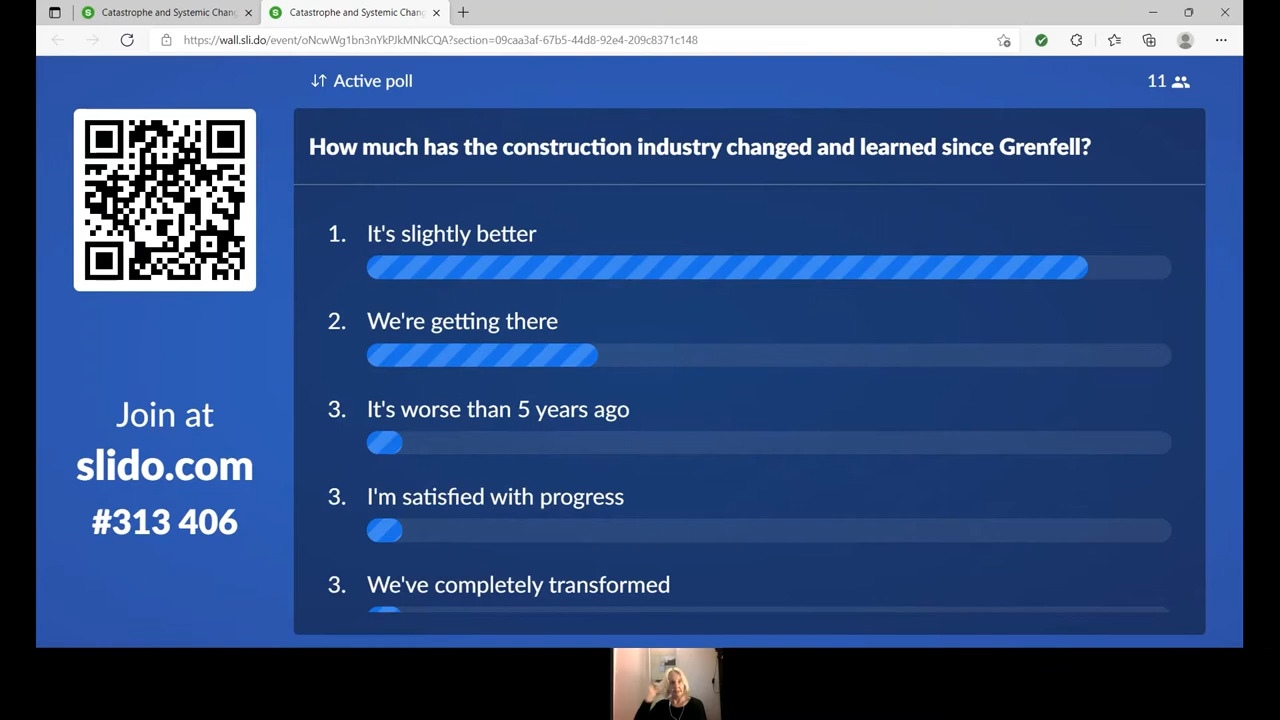 Catastrophe and Systemic Chang
Catastrophe and Systemic Chang
https://wall.sli.do/event/oNcwWg1bn3nYkPJkMNkCQA?section=09caa3af-67b5-44d8-92e4-209c8371c148
Active poll
11
How much has the construction industry changed and learned since Grenfell?
1. It's slightly better
2. We're getting there
3. It's worse than 5 years ago
3. I'm satisfied with progress
3. We've completely transformed
Join at
slido.com
#313 406